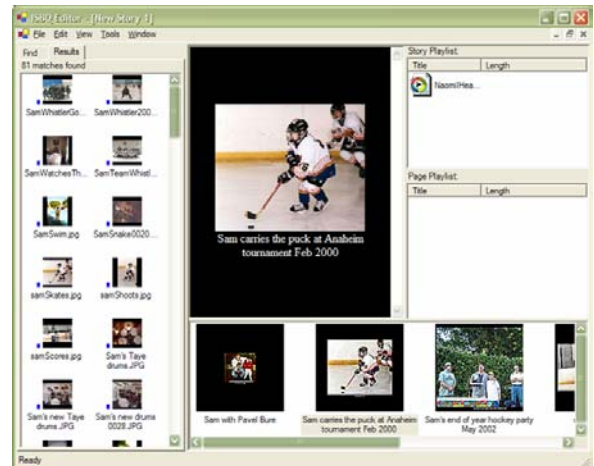 ISBQ Editor - [New Story 1]
File Edit View Tools Window
Find Results
81 matches found
SamWhistlerGo... SamWhistler200...
SamWatchesTh... SamTeamWhistl...
SamSwim.jpg SamSnake0020...
samSkates.jpg samShoots.jpg
samScores.jpg Sam's Taye
drums.JPG
Sam's new Taye Sam's new drums
drums.JPG 0028.JPG
Sam carries the puck at Anaheim
tournament Feb 2000
Story Playlist:
Title Length
NaomiIHea...
Page Playlist:
Title Length
Sam with Pavel Bure. Sam carries the puck at Anaheim Sam's end of year hockey party
tournament Feb 2000 May 2002
Ready